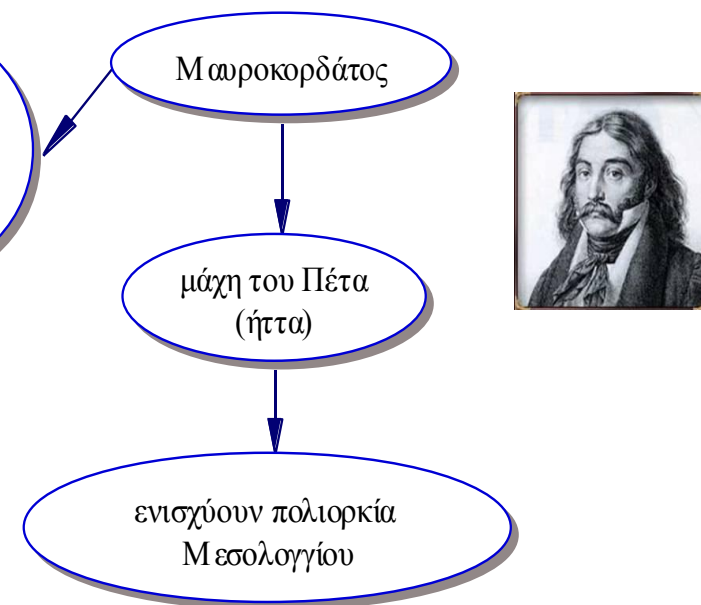 Μαυροκορδάτος
μάχη του Πέτα
(ήττα)
ενισχύουν πολιορκία
Μεσολογγίου